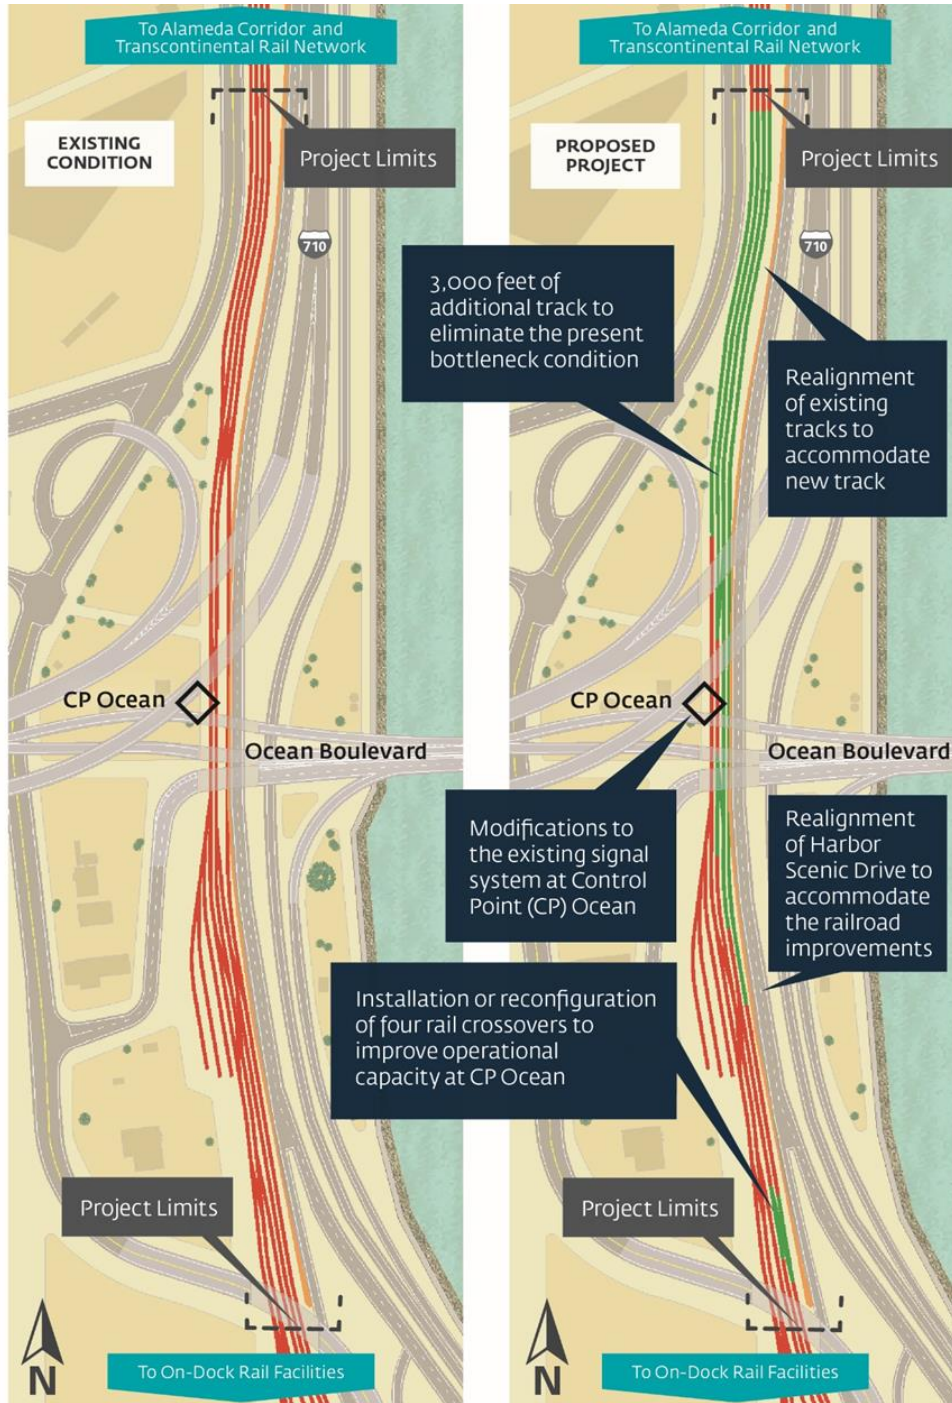 To Alameda Corridor and
Transcontinental Rail Network
EXISTING
CONDITION
Project Limits
710
CP Ocean
Ocean Boulevard
Project Limits
N
To On-Dock Rail Facilities
To Alameda Corridor and
Transcontinental Rail Network
PROPOSED
PROJECT
Project Limits
710
3,000 feet of
additional track to
eliminate the present
bottleneck condition
Realignment
of existing
tracks to
accommodate
new track
CP Ocean
Ocean Boulevard
Modifications to
the existing signal
system at Control
Point (CP) Ocean
Realignment
of Harbor
Scenic Drive to
accommodate
the railroad
improvements
Installation or reconfiguration
of four rail crossovers to
improve operational
capacity at CP Ocean
Project Limits
N
To On-Dock Rail Facilities